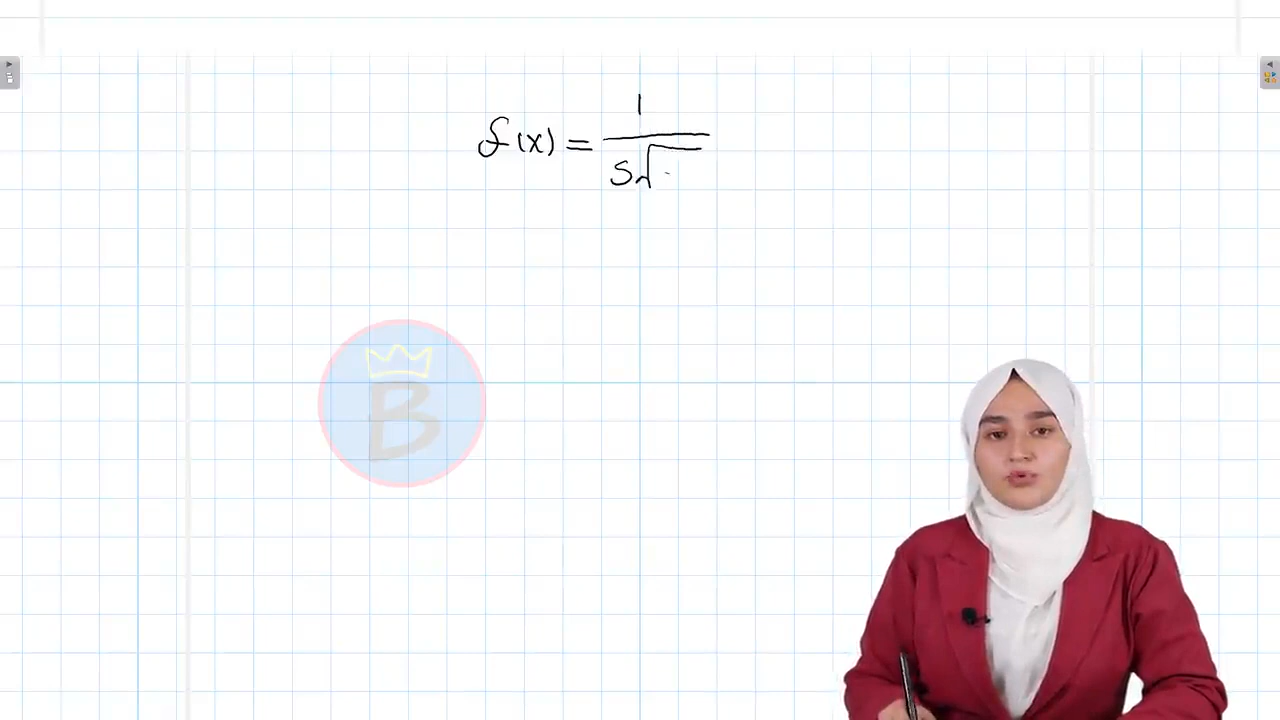 f(x) = 1 / 5√
B